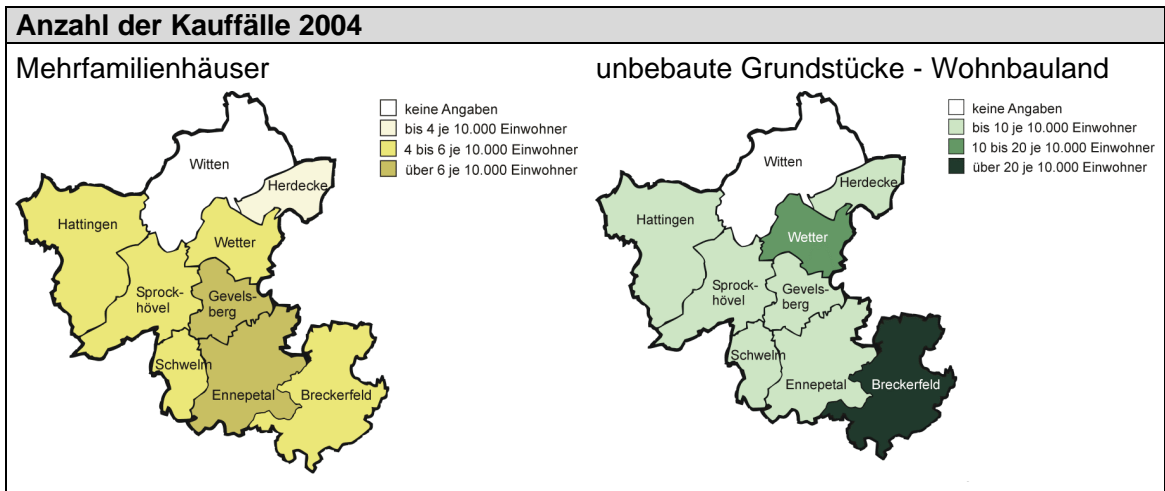 Anzahl der Kauffälle 2004
Mehrfamilienhäuser
keine Angaben
bis 4 je 10.000 Einwohner
4 bis 6 je 10.000 Einwohner
über 6 je 10.000 Einwohner
Witten
Herdecke
Hattingen
Wetter
Sprock-
hövel
Gevels-
berg
Schwelm
Ennepetal
Breckerfeld
unbebaute Grundstücke - Wohnbauland
keine Angaben
bis 10 je 10.000 Einwohner
10 bis 20 je 10.000 Einwohner
über 20 je 10.000 Einwohner
Witten
Herdecke
Hattingen
Wetter
Sprock-
hövel
Gevels-
berg
Schwelm
Ennepetal
Breckerfeld